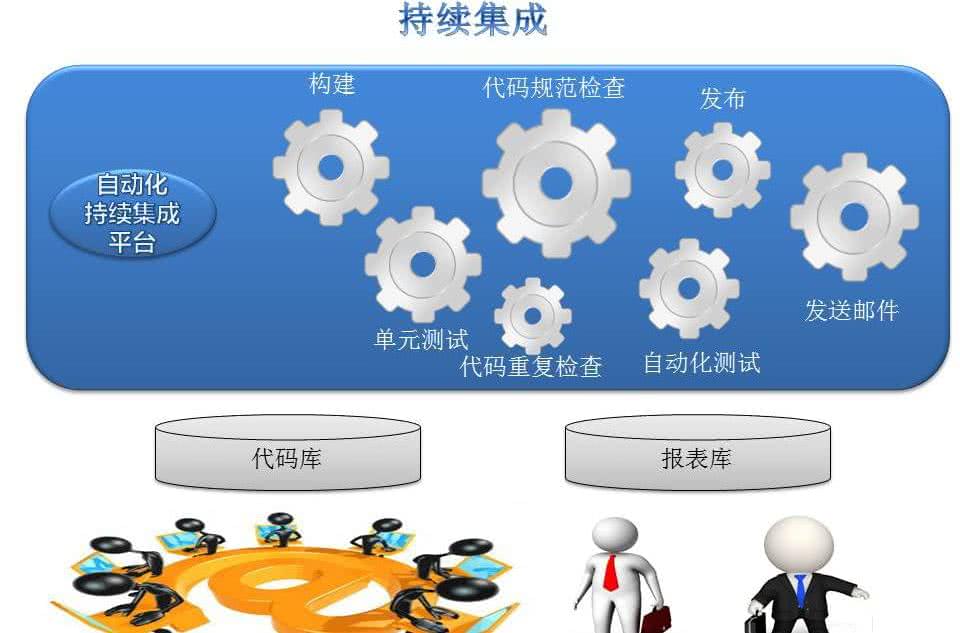 持续集成
构建
代码规范检查
发布
自动化
持续集成
平台
发送邮件
单元测试
代码重复检查
自动化测试
代码库
报表库